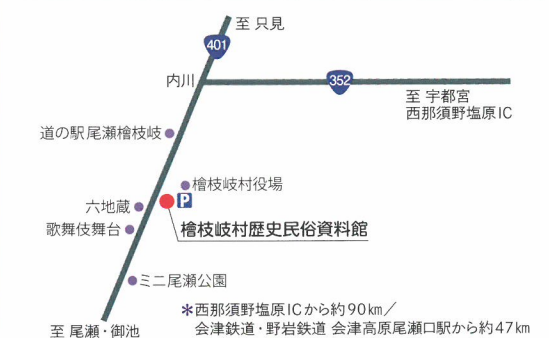 至 只見
401
内川
352
至 宇都宮
西那須野塩原IC
道の駅 尾瀬檜枝岐
檜枝岐村役場
六地蔵
P
歌舞伎舞台
檜枝岐村歴史民俗資料館
ミニ尾瀬公園
*西那須野塩原ICから約90km／
会津鉄道・野岩鉄道 会津高原尾瀬口駅から約47km
至 尾瀬・御池